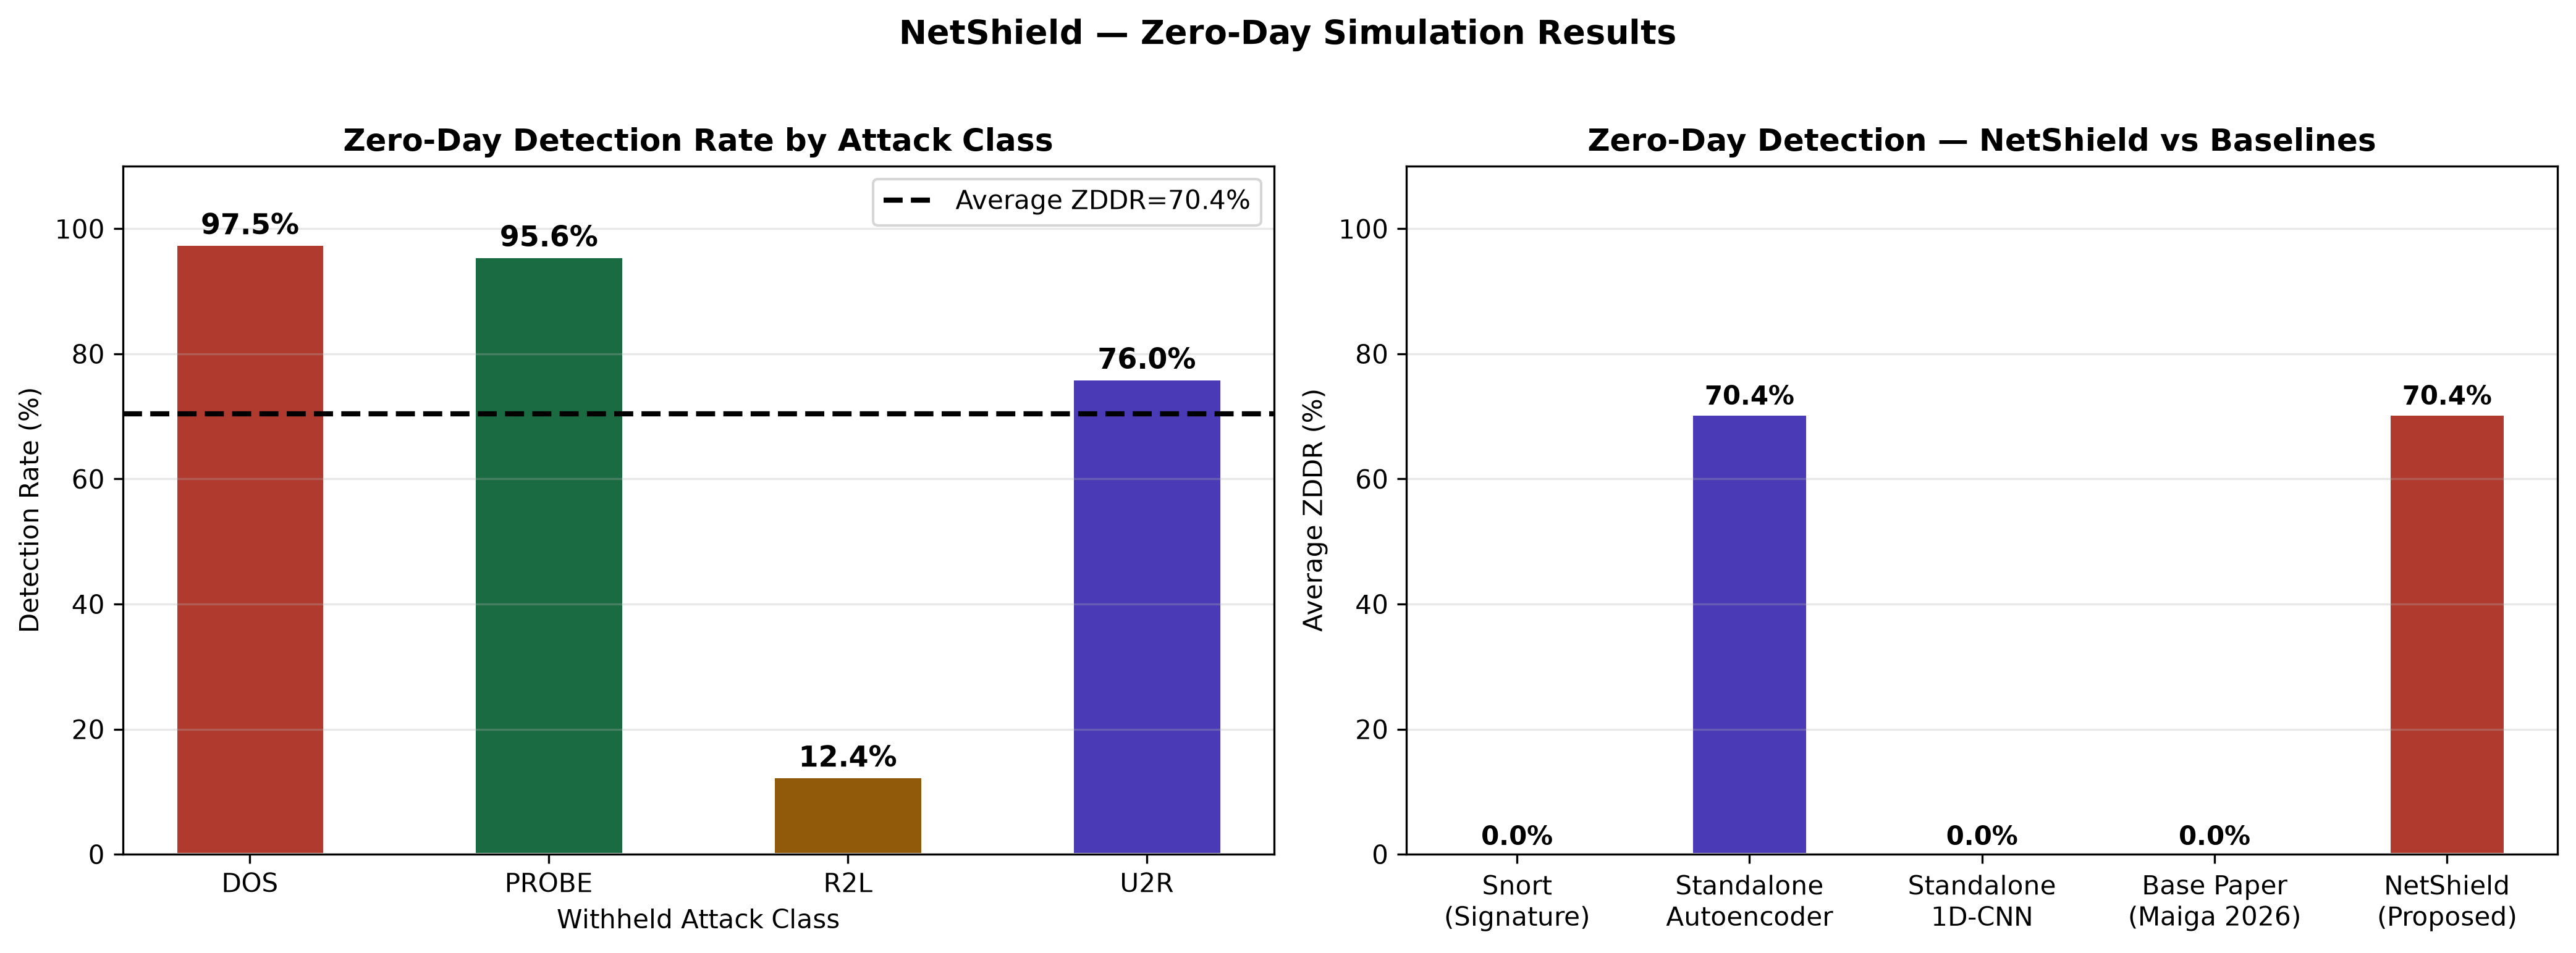 NetShield — Zero-Day Simulation Results
Zero-Day Detection Rate by Attack Class
Average ZDDR=70.4%
Detection Rate (%)
100
80
60
40
20
0
97.5%
95.6%
12.4%
76.0%
DOS
PROBE
R2L
U2R
Withheld Attack Class
Zero-Day Detection — NetShield vs Baselines
Average ZDDR (%)
100
80
60
40
20
0
0.0%
70.4%
0.0%
0.0%
70.4%
Snort
(Signature)
Standalone
Autoencoder
Standalone
1D-CNN
Base Paper
(Maiga 2026)
NetShield
(Proposed)